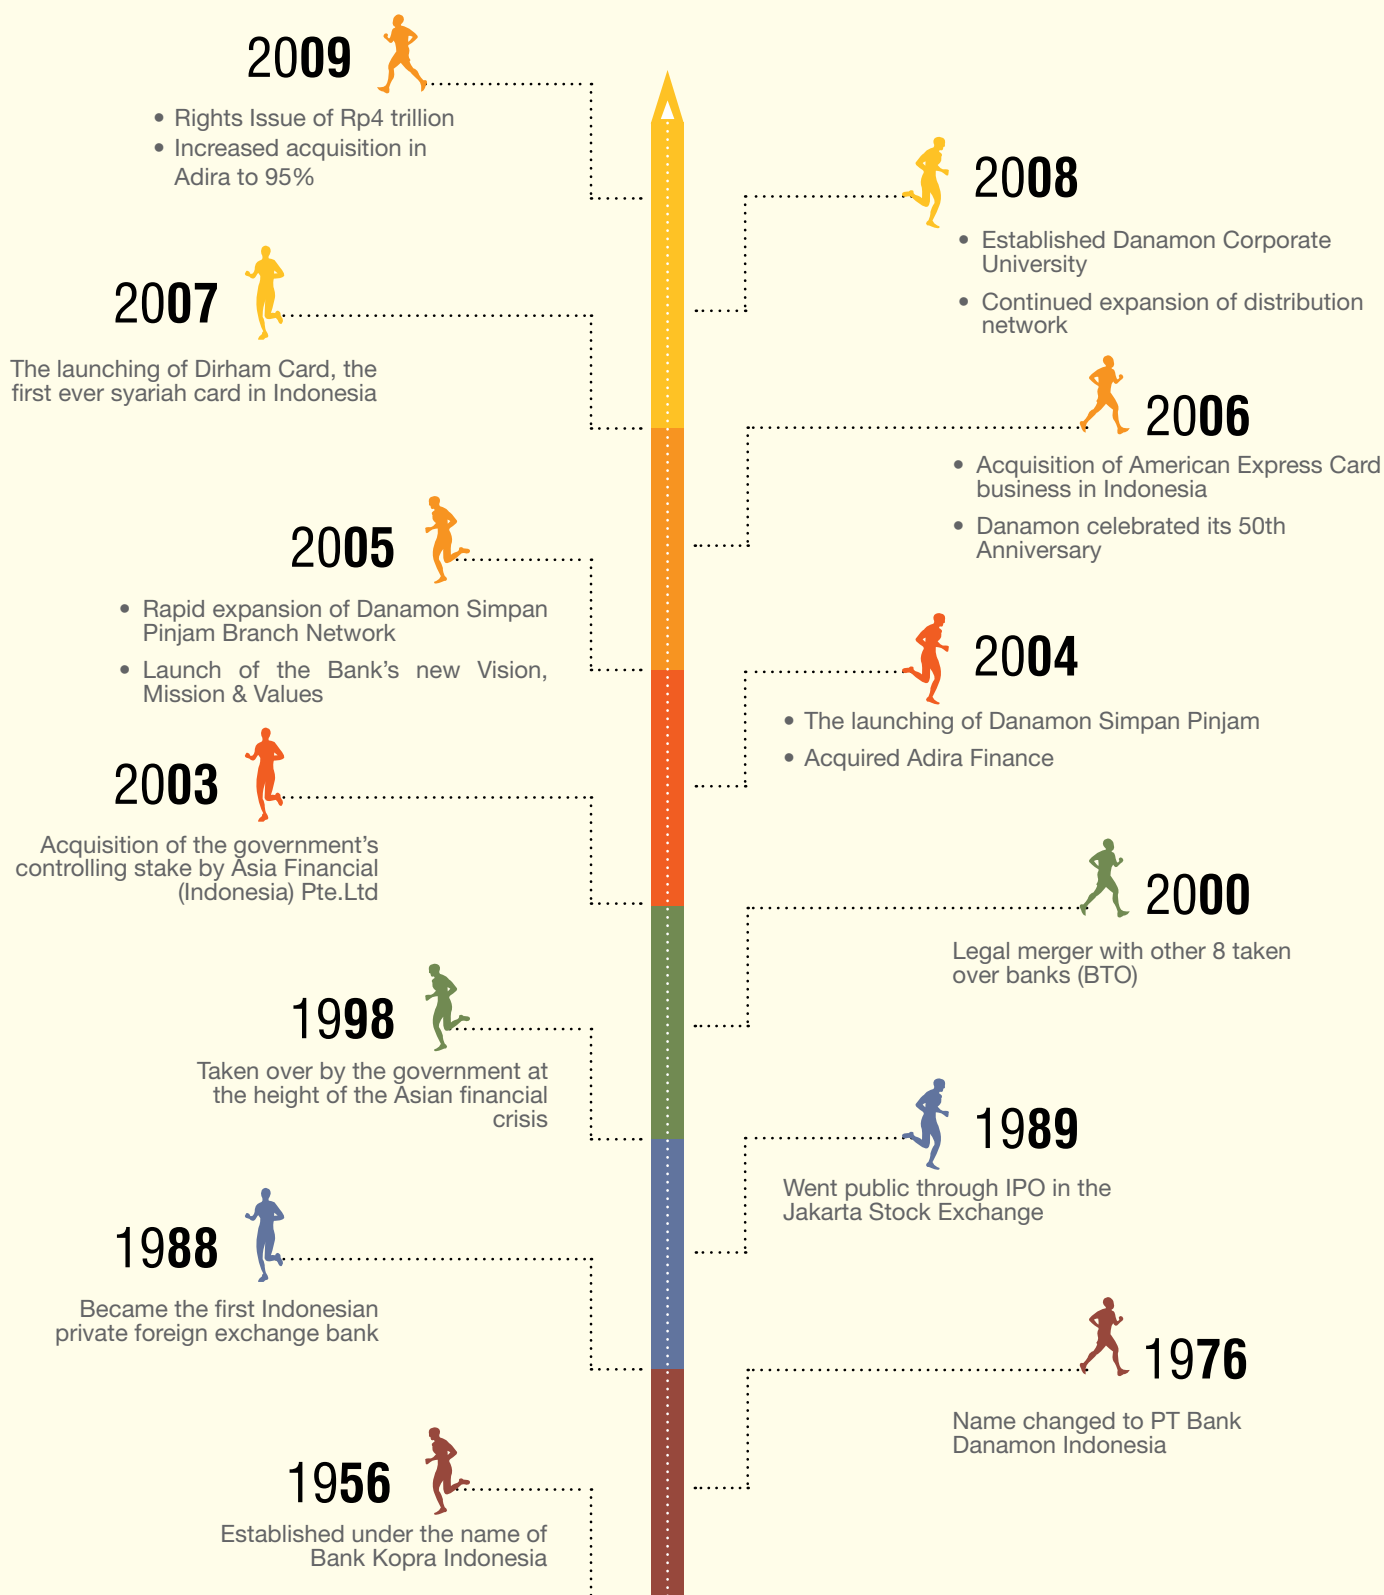 2009
• Rights Issue of Rp4 trillion
• Increased acquisition in
Adira to 95%
2008
• Established Danamon Corporate
University
• Continued expansion of distribution
network
2007
The launching of Dirham Card, the
first ever syariah card in Indonesia
2006
• Acquisition of American Express Card
business in Indonesia
• Danamon celebrated its 50th
Anniversary
2005
• Rapid expansion of Danamon Simpan
Pinjam Branch Network
• Launch of the Bank's new Vision,
Mission & Values
2004
• The launching of Danamon Simpan Pinjam
• Acquired Adira Finance
2003
Acquisition of the government's
controlling stake by Asia Financial
(Indonesia) Pte.Ltd
2000
Legal merger with other 8 taken
over banks (BTO)
1998
Taken over by the government at
the height of the Asian financial
crisis
1989
Went public through IPO in the
Jakarta Stock Exchange
1988
Became the first Indonesian
private foreign exchange bank
1976
Name changed to PT Bank
Danamon Indonesia
1956
Established under the name of
Bank Kopra Indonesia